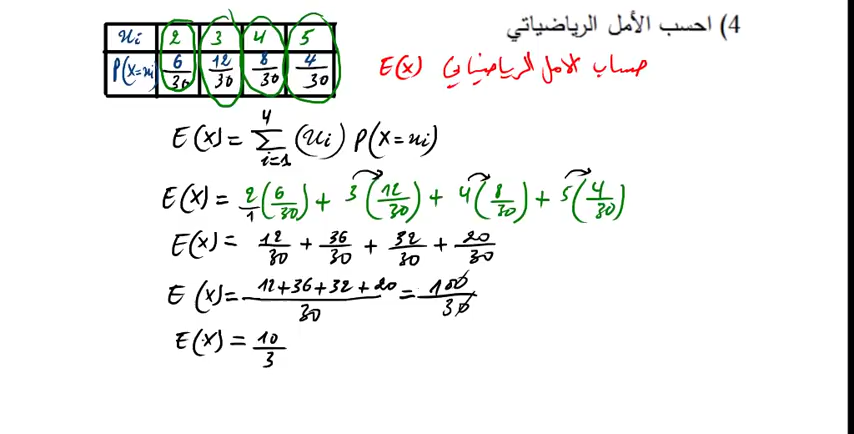 4) احسب الأمل الرياضياتي
xi 2 3 4 5
P(X=xi) 6/30 12/30 8/30 4/30
حساب الامل الرياضياتي E(X)
E(X) = Σ_{i=1}^{4} (xi) P(X=xi)
E(X) = 2/1 (6/30) + 3 (12/30) + 4 (8/30) + 5 (4/30)
E(X) = 12/30 + 36/30 + 32/30 + 20/30
E(X) = (12+36+32+20)/30 = 100/30
E(X) = 10/3